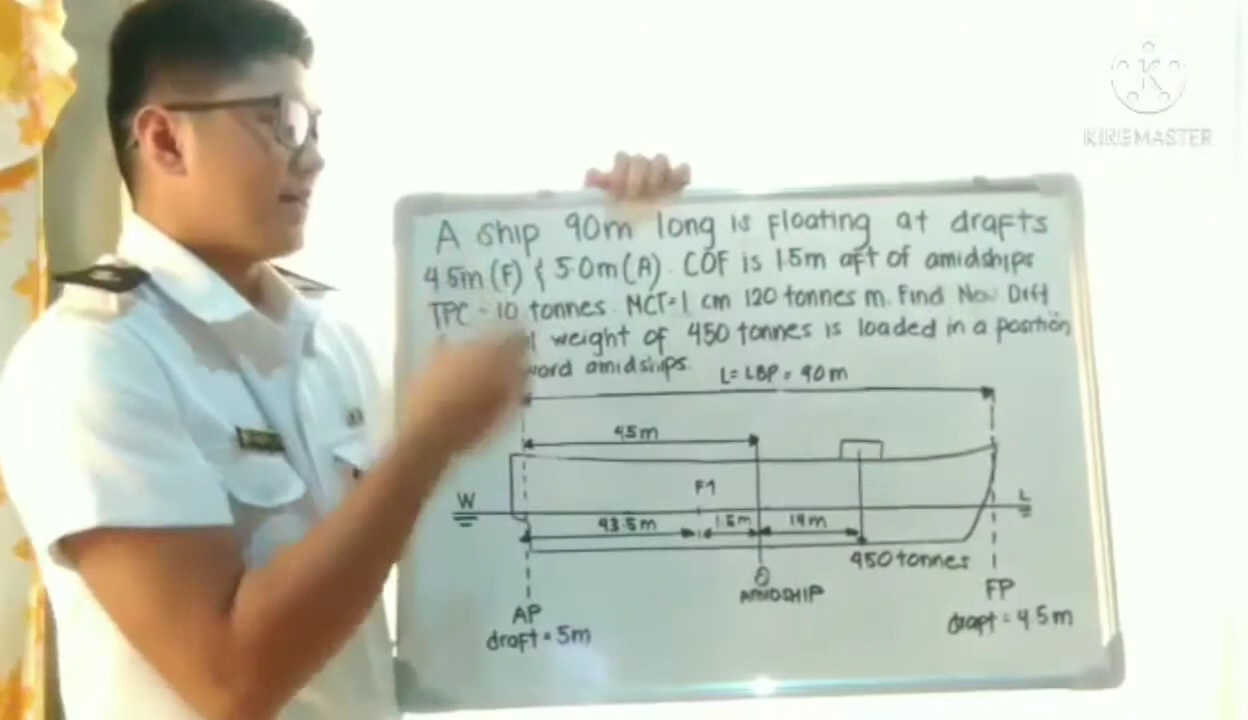 KINEMASTER
A ship 90m long is floating at drafts
4.5m (F) { 5.0m (A). COF is 1.5m aft of amidships
TPC = 10 tonnes. MCT=1 cm 120 tonnes m. Find New Drft
weight of 450 tonnes is loaded in a position
amidships.
L= LBP = 90m
45m
F1
W
L
43.5m
1.5m
14m
450 tonnes
AMIDSHIP
AP
FP
draft = 5m
draft = 4.5m